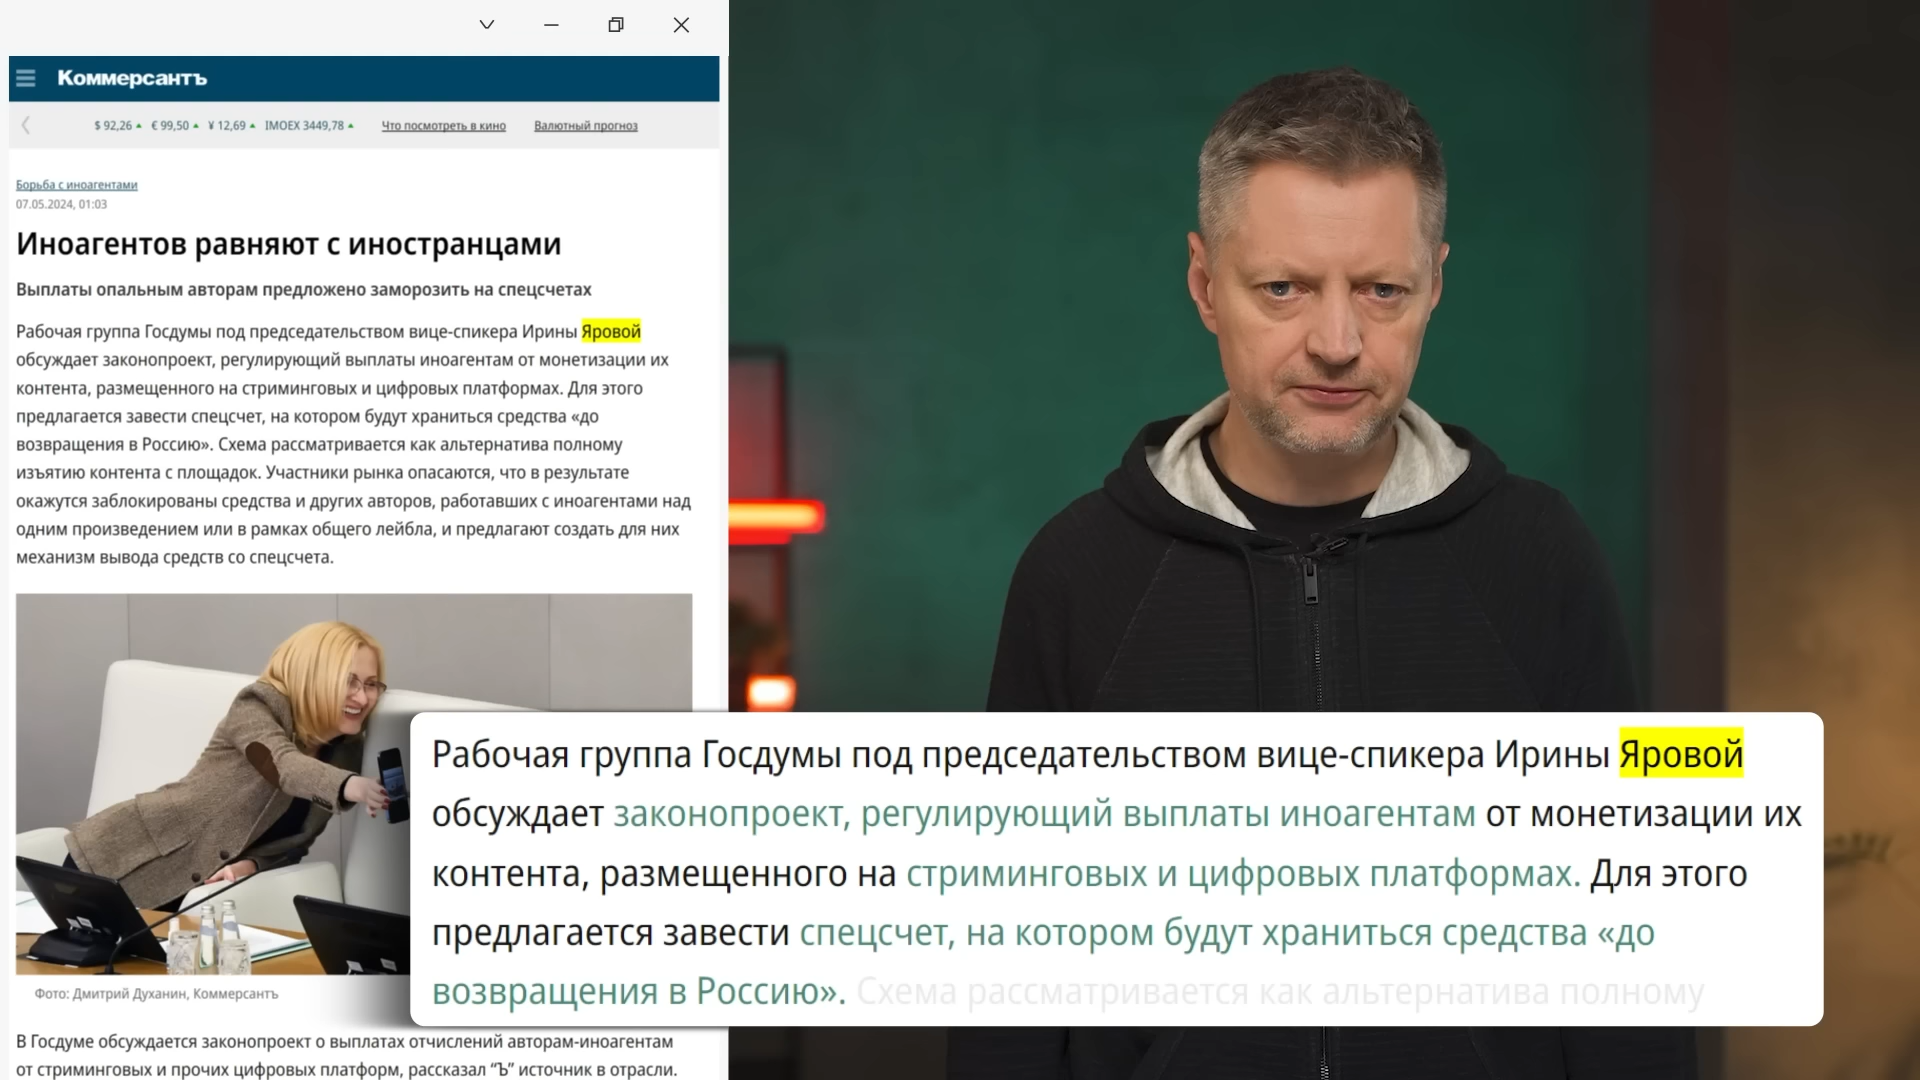 Коммерсантъ
$ 92,26 € 99,50 ¥ 12,69 IMOEX 3449,78 Что посмотреть в кино Валютный прогноз
Борьба с иноагентами
07.05.2024, 01:03
Иноагентов равняют с иностранцами
Выплаты опальным авторам предложено заморозить на спецсчетах
Рабочая группа Госдумы под председательством вице-спикера Ирины Яровой
обсуждает законопроект, регулирующий выплаты иноагентам от монетизации их
контента, размещенного на стриминговых и цифровых платформах. Для этого
предлагается завести спецсчет, на котором будут храниться средства «до
возвращения в Россию». Схема рассматривается как альтернатива полному
изъятию контента с площадок. Участники рынка опасаются, что в результате
окажутся заблокированы средства и других авторов, работавших с иноагентами над
одним произведением или в рамках общего лейбла, и предлагают создать для них
механизм вывода средств со спецсчета.
Фото: Дмитрий Духанин, Коммерсантъ
В Госдуме обсуждается законопроект о выплатах отчислений авторам-иноагентам
от стриминговых и прочих цифровых платформ, рассказал “Ъ” источник в отрасли.
Рабочая группа Госдумы под председательством вице-спикера Ирины Яровой
обсуждает законопроект, регулирующий выплаты иноагентам от монетизации их
контента, размещенного на стриминговых и цифровых платформах. Для этого
предлагается завести спецсчет, на котором будут храниться средства «до
возвращения в Россию». Схема рассматривается как альтернатива полному